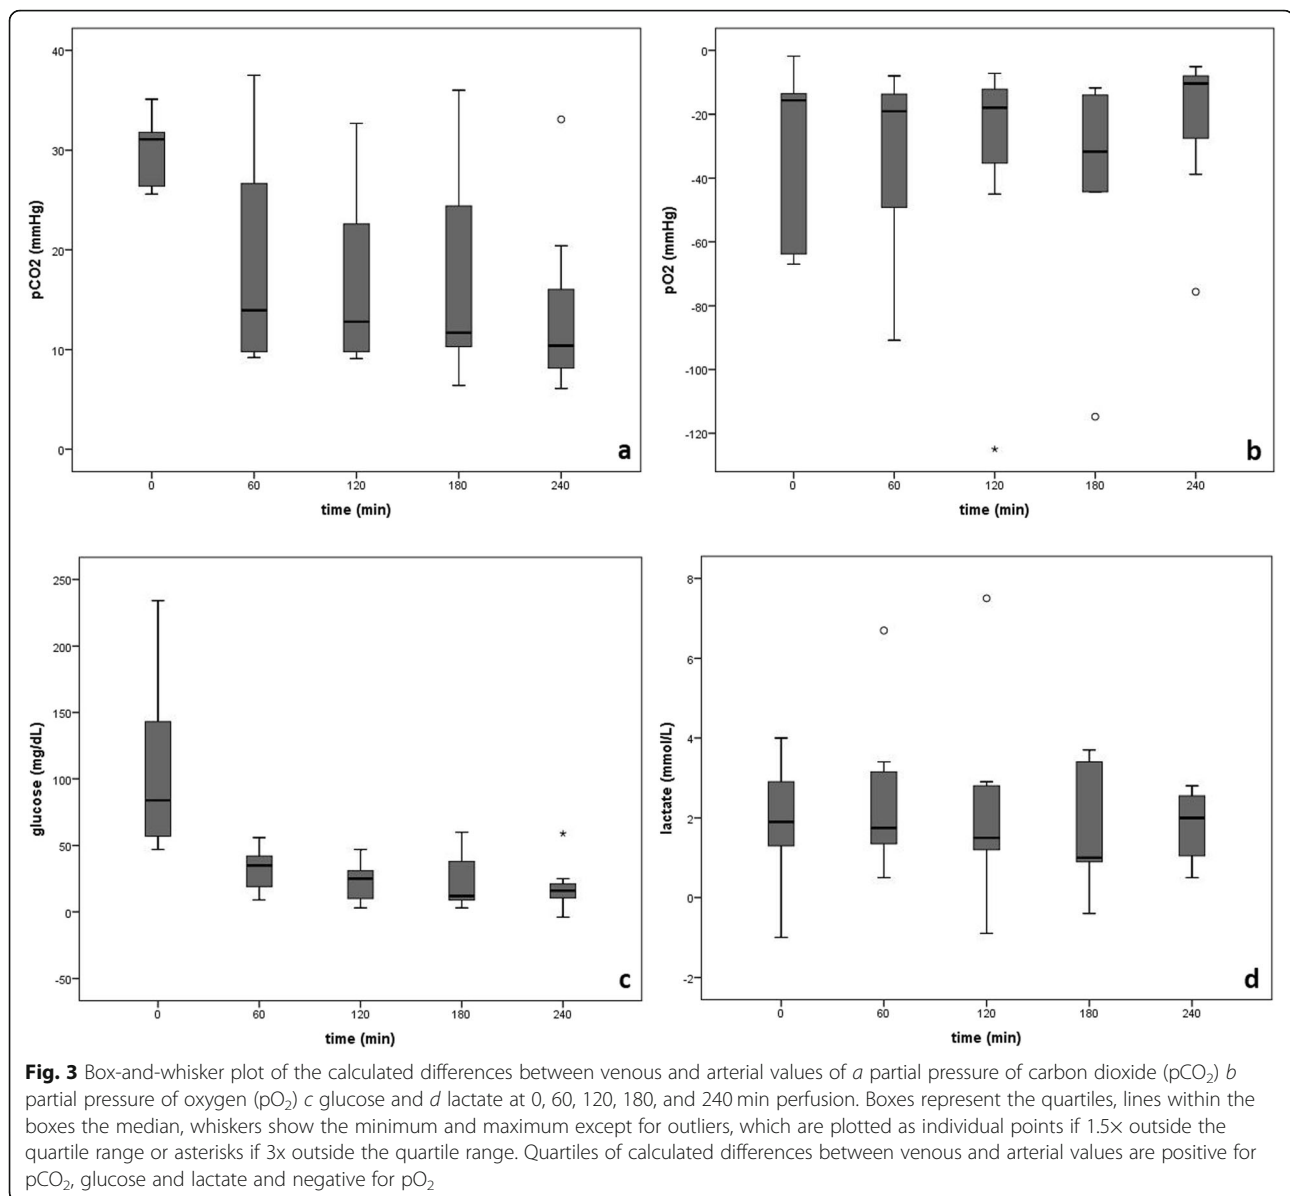 40
30
20
10
0
pCO2 (mmHg)
a
0 60 120 180 240
time (min)
0
-20
-40
-60
-80
-100
-120
pO2 (mmHg)
*
b
0 60 120 180 240
time (min)
250
200
150
100
50
0
-50
glucose (mg/dL)
*
c
0 60 120 180 240
time (min)
8
6
4
2
0
-2
lactate (mmol/L)
d
0 60 120 180 240
time (min)
Fig. 3 Box-and-whisker plot of the calculated differences between venous and arterial values of a partial pressure of carbon dioxide (pCO₂) b
partial pressure of oxygen (pO₂) c glucose and d lactate at 0, 60, 120, 180, and 240 min perfusion. Boxes represent the quartiles, lines within the
boxes the median, whiskers show the minimum and maximum except for outliers, which are plotted as individual points if 1.5× outside the
quartile range or asterisks if 3x outside the quartile range. Quartiles of calculated differences between venous and arterial values are positive for
pCO₂, glucose and lactate and negative for pO₂